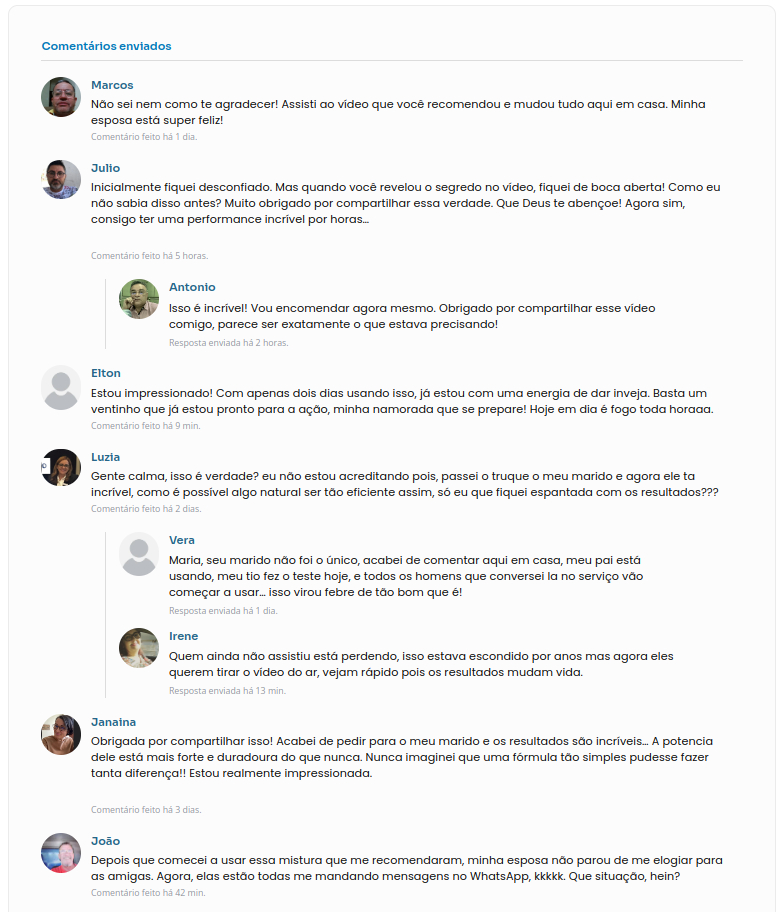 Comentários enviados
Marcos
Não sei nem como te agradecer! Assisti ao vídeo que você recomendou e mudou tudo aqui em casa. Minha
esposa está super feliz!
Comentário feito há 1 dia.
Julio
Inicialmente fiquei desconfiado. Mas quando você revelou o segredo no vídeo, fiquei de boca aberta! Como eu
não sabia disso antes? Muito obrigado por compartilhar essa verdade. Que Deus te abençoe! Agora sim,
consigo ter uma performance incrível por horas...
Comentário feito há 5 horas.
Antonio
Isso é incrível! Vou encomendar agora mesmo. Obrigado por compartilhar esse vídeo
comigo, parece ser exatamente o que estava precisando!
Resposta enviada há 2 horas.
Elton
Estou impressionado! Com apenas dois dias usando isso, já estou com uma energia de dar inveja. Basta um
ventinho que já estou pronto para a ação, minha namorada que se prepare! Hoje em dia é fogo toda horaaa.
Comentário feito há 9 min.
Luzia
Gente calma, isso é verdade? eu não estou acreditando pois, passei o truque o meu marido e agora ele ta
incrível, como é possível algo natural ser tão eficiente assim, só eu que fiquei espantada com os resultados???
Comentário feito há 2 dias.
Vera
Maria, seu marido não foi o único, acabei de comentar aqui em casa, meu pai está
usando, meu tio fez o teste hoje, e todos os homens que conversei la no serviço vão
começar a usar... isso virou febre de tão bom que é!
Resposta enviada há 1 dia.
Irene
Quem ainda não assistiu está perdendo, isso estava escondido por anos mas agora eles
querem tirar o vídeo do ar, vejam rápido pois os resultados mudam vida.
Resposta enviada há 13 min.
Janaina
Obrigada por compartilhar isso! Acabei de pedir para o meu marido e os resultados são incríveis... A potencia
dele está mais forte e duradoura do que nunca. Nunca imaginei que uma fórmula tão simples pudesse fazer
tanta diferença!! Estou realmente impressionada.
Comentário feito há 3 dias.
João
Depois que comecei a usar essa mistura que me recomendaram, minha esposa não parou de me elogiar para
as amigas. Agora, elas estão todas me mandando mensagens no WhatsApp, kkkkk. Que situação, hein?
Comentário feito há 42 min.